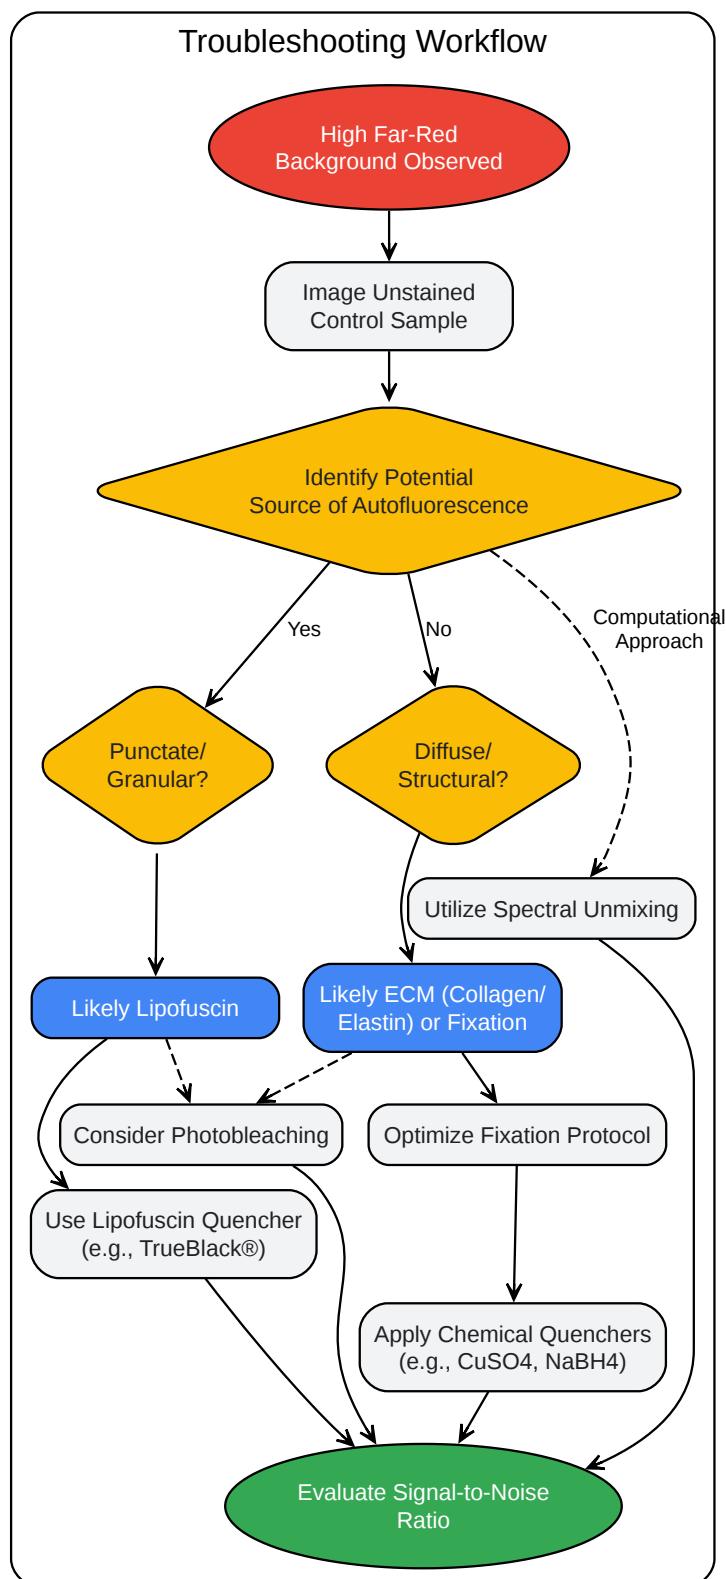 Troubleshooting Workflow
High Far-Red
Background Observed
Image Unstained
Control Sample
Identify Potential
Source of Autofluorescence
Computational
Approach
Yes
No
Punctate/
Granular?
Diffuse/
Structural?
Utilize Spectral Unmixing
Likely Lipofuscin
Likely ECM (Collagen/
Elastin) or Fixation
Consider Photobleaching
Optimize Fixation Protocol
Use Lipofuscin Quencher
(e.g., TrueBlack®)
Apply Chemical Quenchers
(e.g., CuSO4, NaBH4)
Evaluate Signal-to-Noise
Ratio